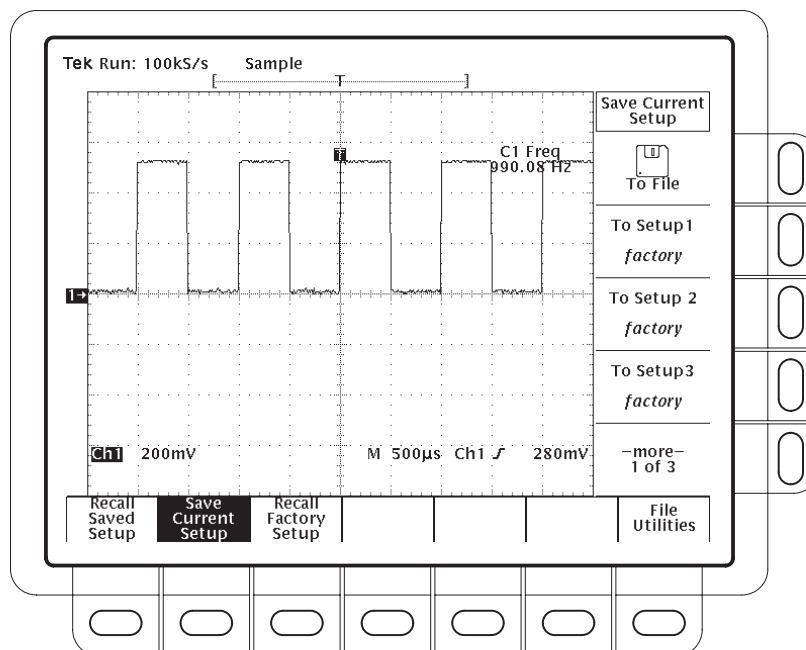 Tek Run: 100kS/s Sample
[ T ]
Save Current
Setup
T
C1 Freq
990.08 Hz
To File
To Setup1
factory
1→
To Setup 2
factory
To Setup3
factory
Ch1 200mV M 500µs Ch1 280mV
–more–
1 of 3
Recall
Saved
Setup
Save
Current
Setup
Recall
Factory
Setup
File
Utilities